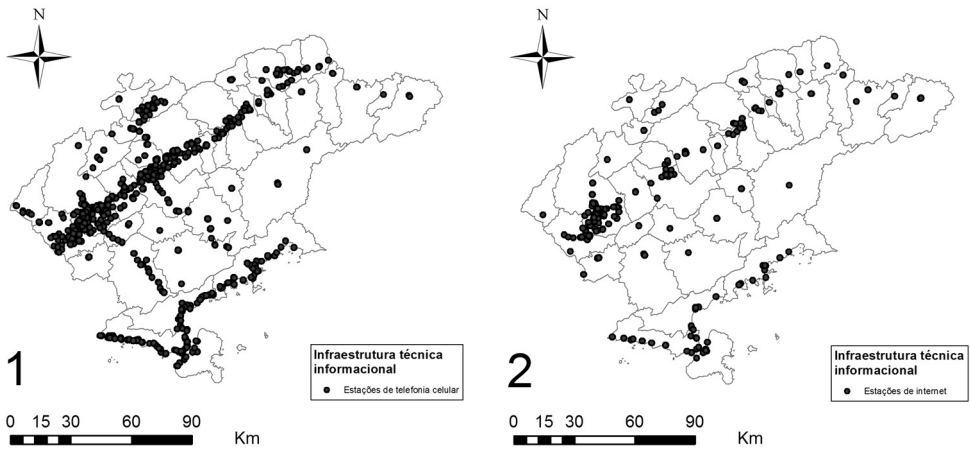 N
1
Infraestrutura técnica
informacional
Estações de telefonia celular
0 15 30 60 90
Km
N
2
Infraestrutura técnica
informacional
Estações de internet
0 15 30 60 90
Km